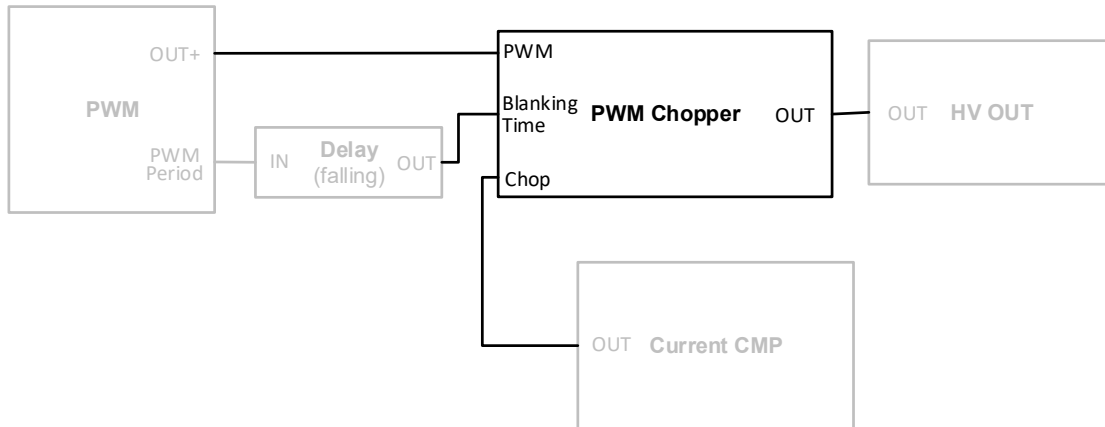 OUT+
PWM
PWM
Period
IN
Delay
(falling)
OUT
PWM
Blanking
Time
Chop
PWM Chopper
OUT
OUT
HV OUT
OUT
Current CMP